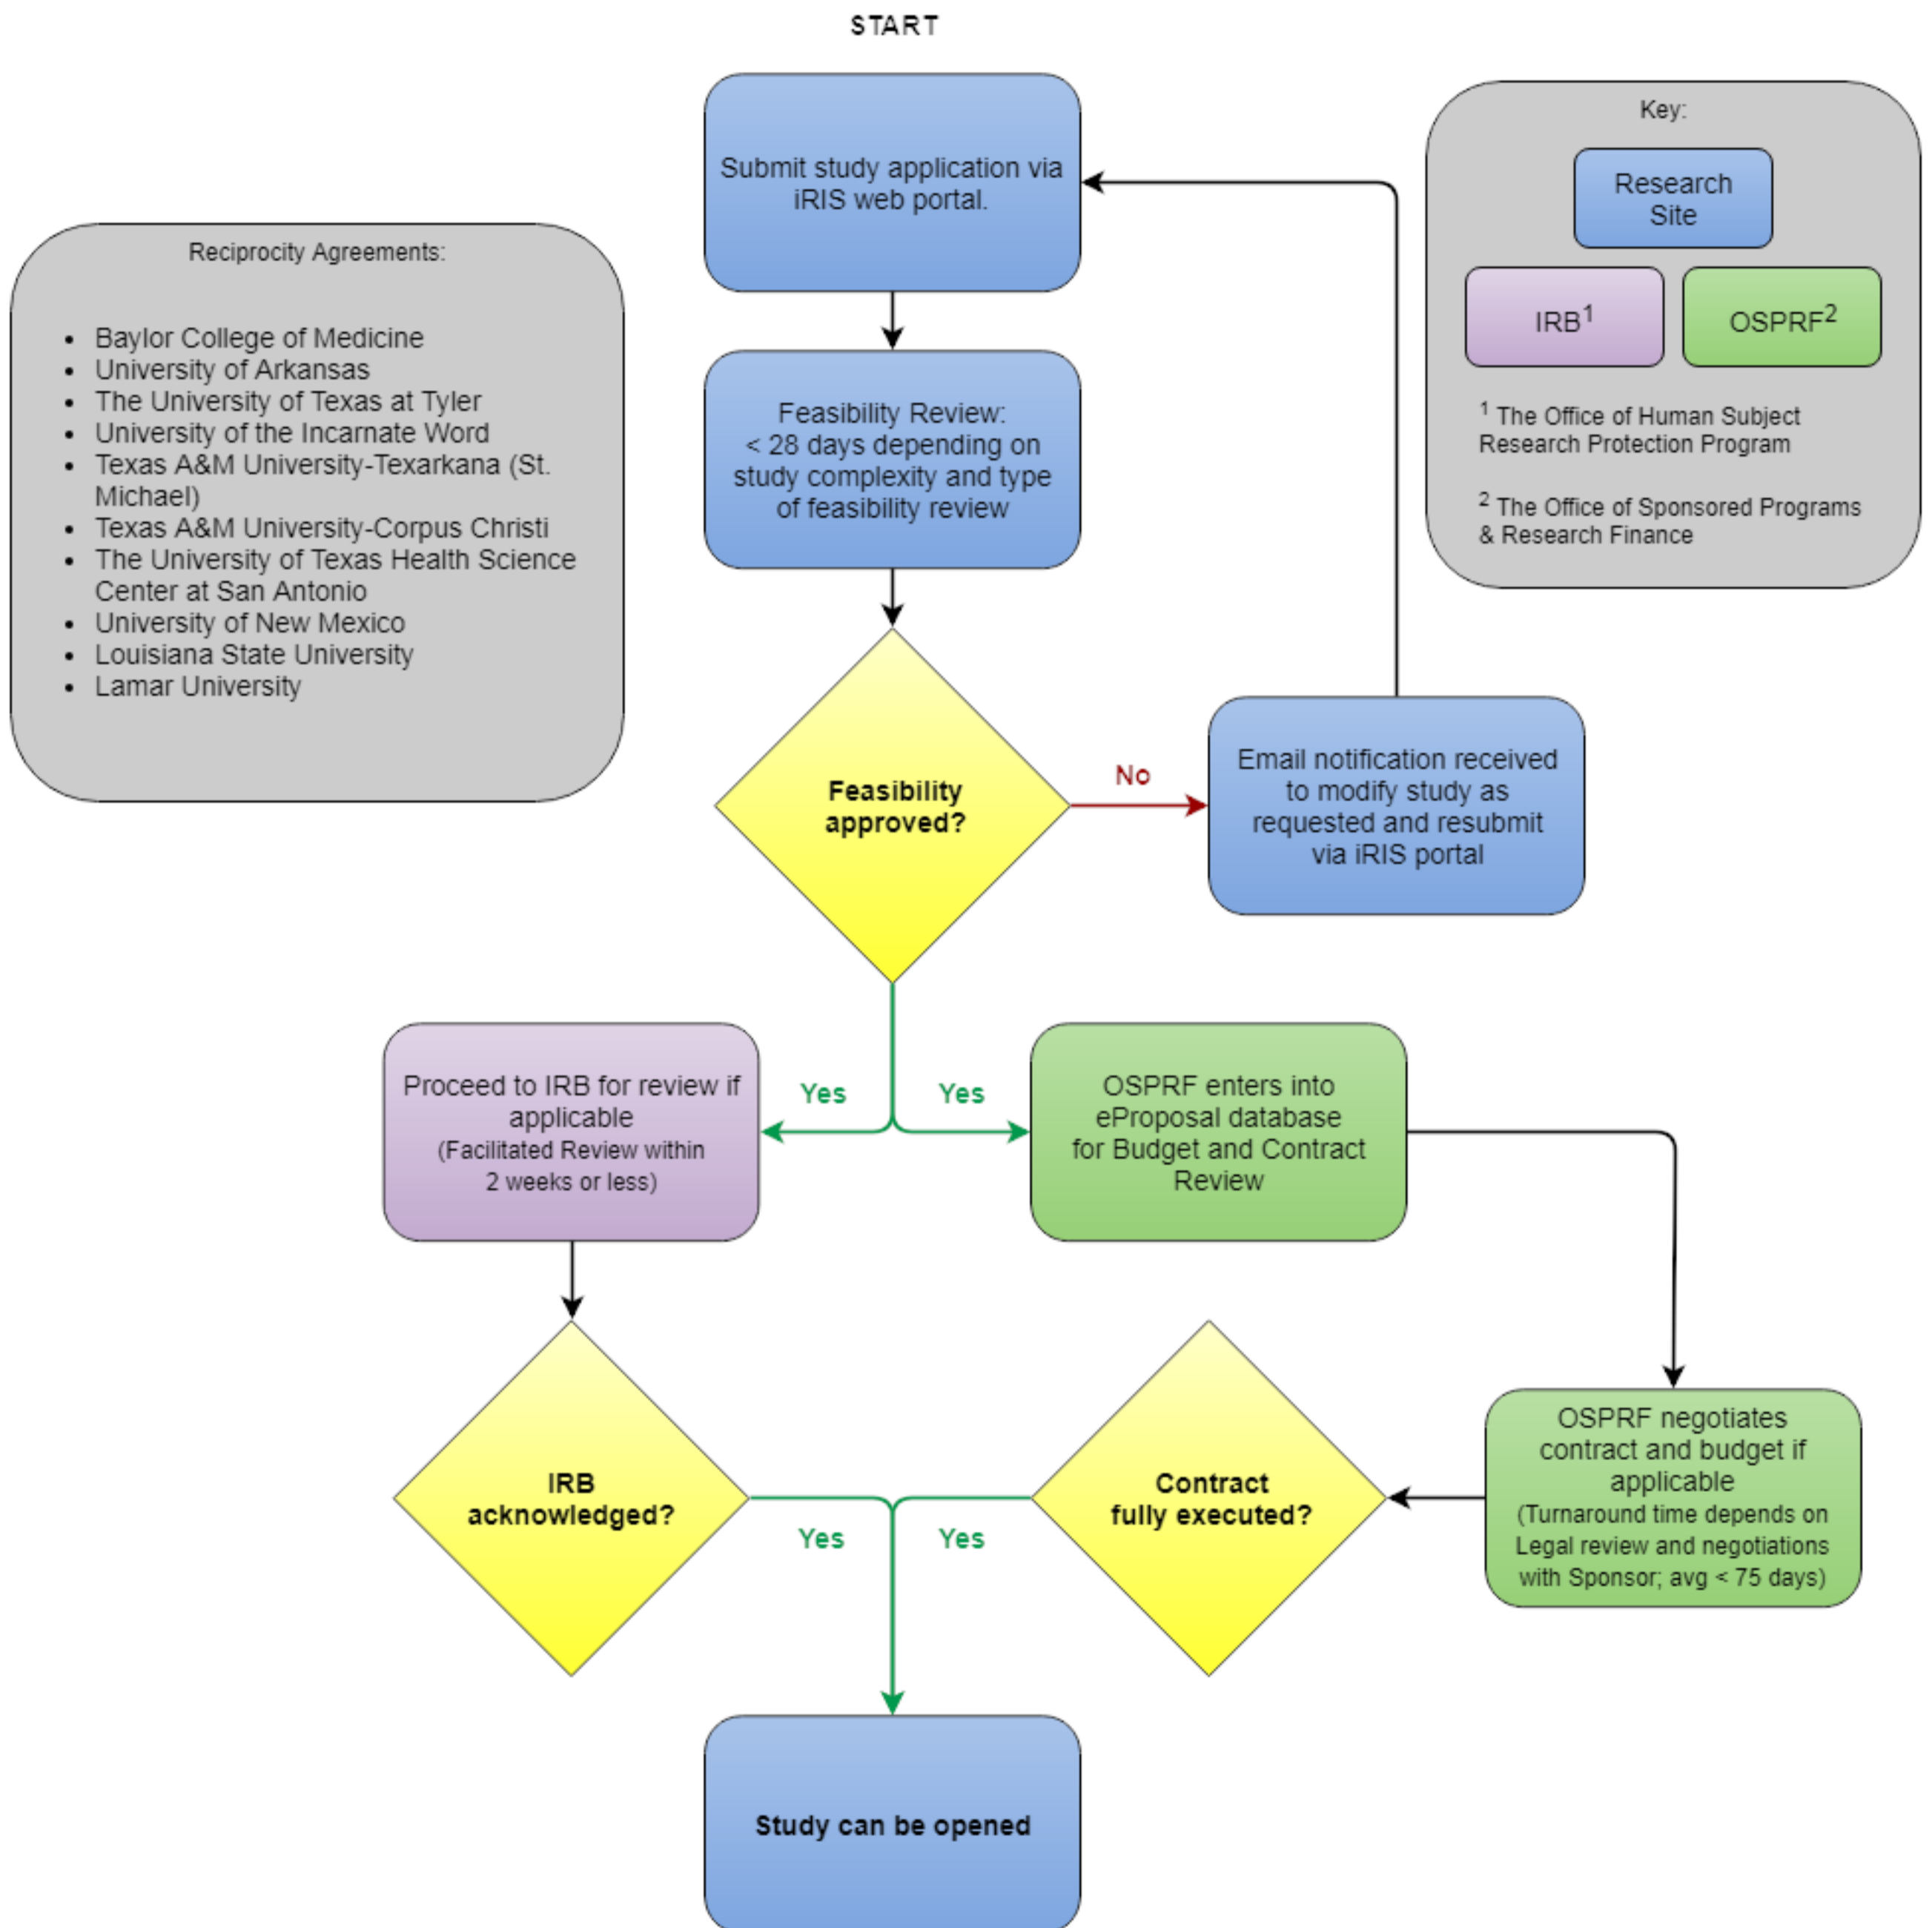 START
Submit study application via
iRIS web portal.
Key:
Research
Site
IRB1
OSPRF2
1 The Office of Human Subject
Research Protection Program
2 The Office of Sponsored Programs
& Research Finance
Reciprocity Agreements:
• Baylor College of Medicine
• University of Arkansas
• The University of Texas at Tyler
• University of the Incarnate Word
• Texas A&M University-Texarkana (St.
Michael)
• Texas A&M University-Corpus Christi
• The University of Texas Health Science
Center at San Antonio
• University of New Mexico
• Louisiana State University
• Lamar University
Feasibility Review:
< 28 days depending on
study complexity and type
of feasibility review
Feasibility
approved?
No
Email notification received
to modify study as
requested and resubmit
via iRIS portal
Yes
Yes
Proceed to IRB for review if
applicable
(Facilitated Review within
2 weeks or less)
OSPRF enters into
eProposal database
for Budget and Contract
Review
IRB
acknowledged?
Contract
fully executed?
OSPRF negotiates
contract and budget if
applicable
(Turnaround time depends on
Legal review and negotiations
with Sponsor; avg < 75 days)
Yes
Yes
Study can be opened